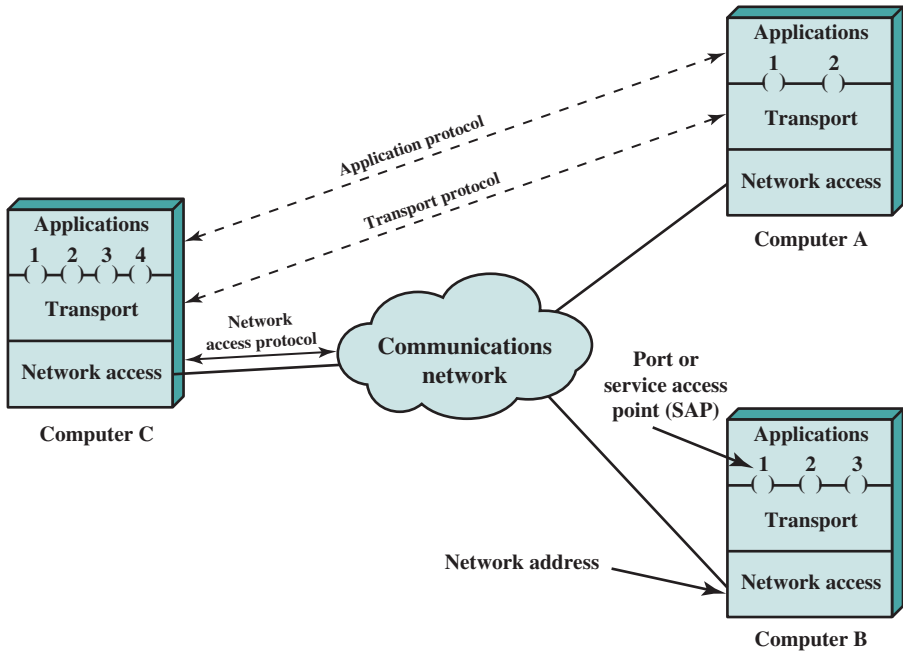 Applications
1 2
Transport
Network access
Computer A
Application protocol
Transport protocol
Applications
1 2 3 4
Transport
Network access
Computer C
Network
access protocol
Communications
network
Port or
service access
point (SAP)
Applications
1 2 3
Transport
Network access
Computer B
Network address